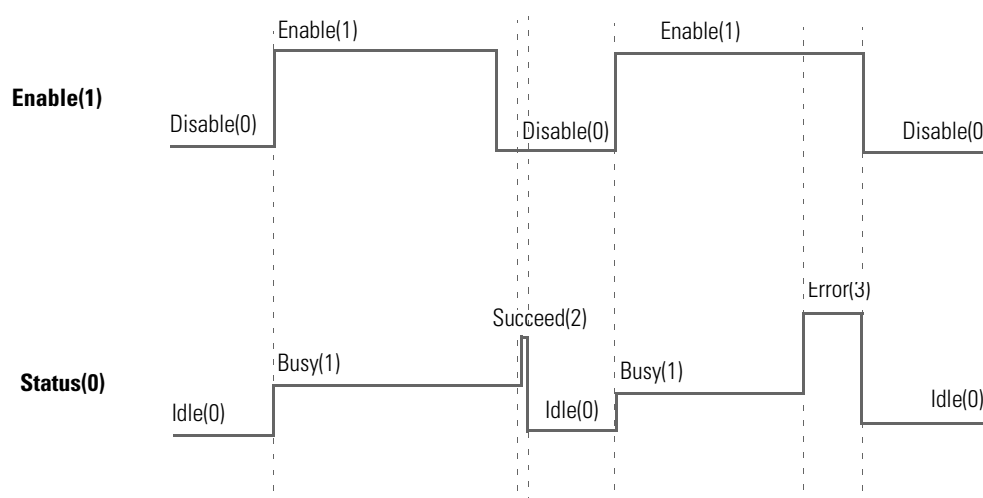 Enable(1)
Enable(1)
Enable(1)
Disable(0)
Disable(0)
Disable(0
Error(3)
Succeed(2)
Busy(1)
Busy(1)
Status(0)
Idle(0)
Idle(0)
Idle(0)